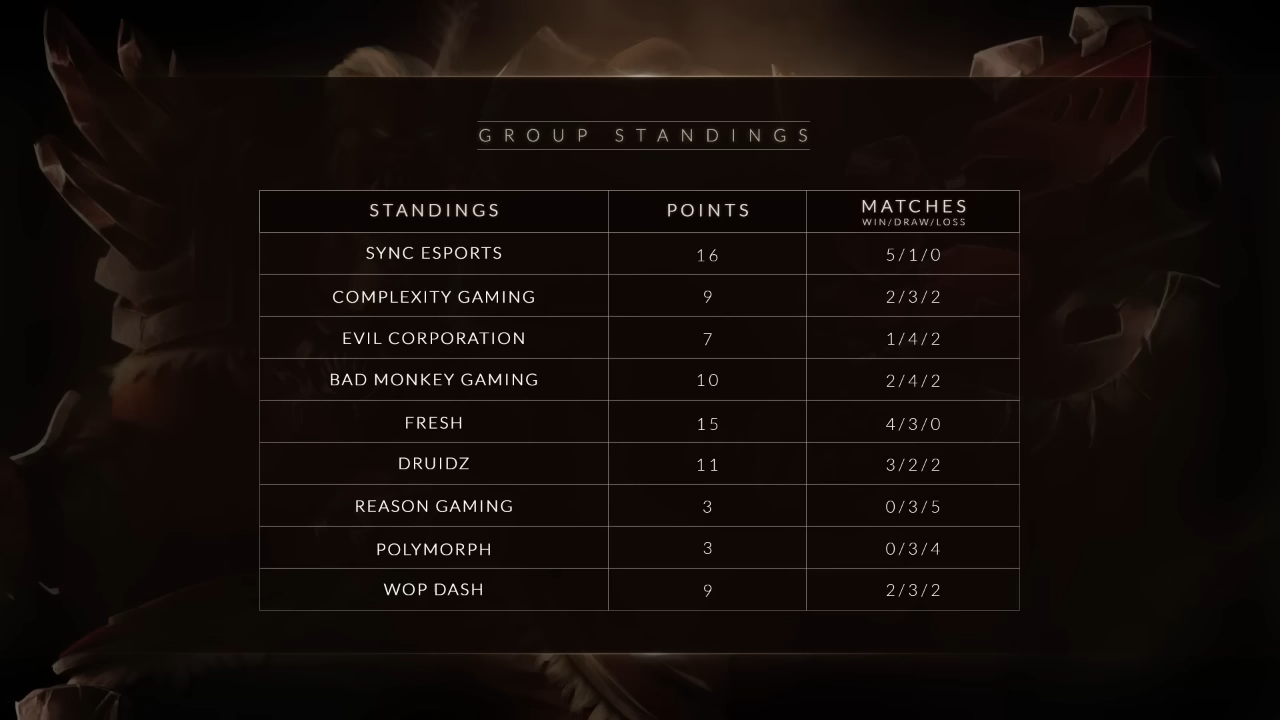 GROUP STANDINGS
STANDINGS POINTS MATCHES
WIN/DRAW/LOSS
SYNC ESPORTS 16 5/1/0
COMPLEXITY GAMING 9 2/3/2
EVIL CORPORATION 7 1/4/2
BAD MONKEY GAMING 10 2/4/2
FRESH 15 4/3/0
DRUIDZ 11 3/2/2
REASON GAMING 3 0/3/5
POLYMORPH 3 0/3/4
WOP DASH 9 2/3/2